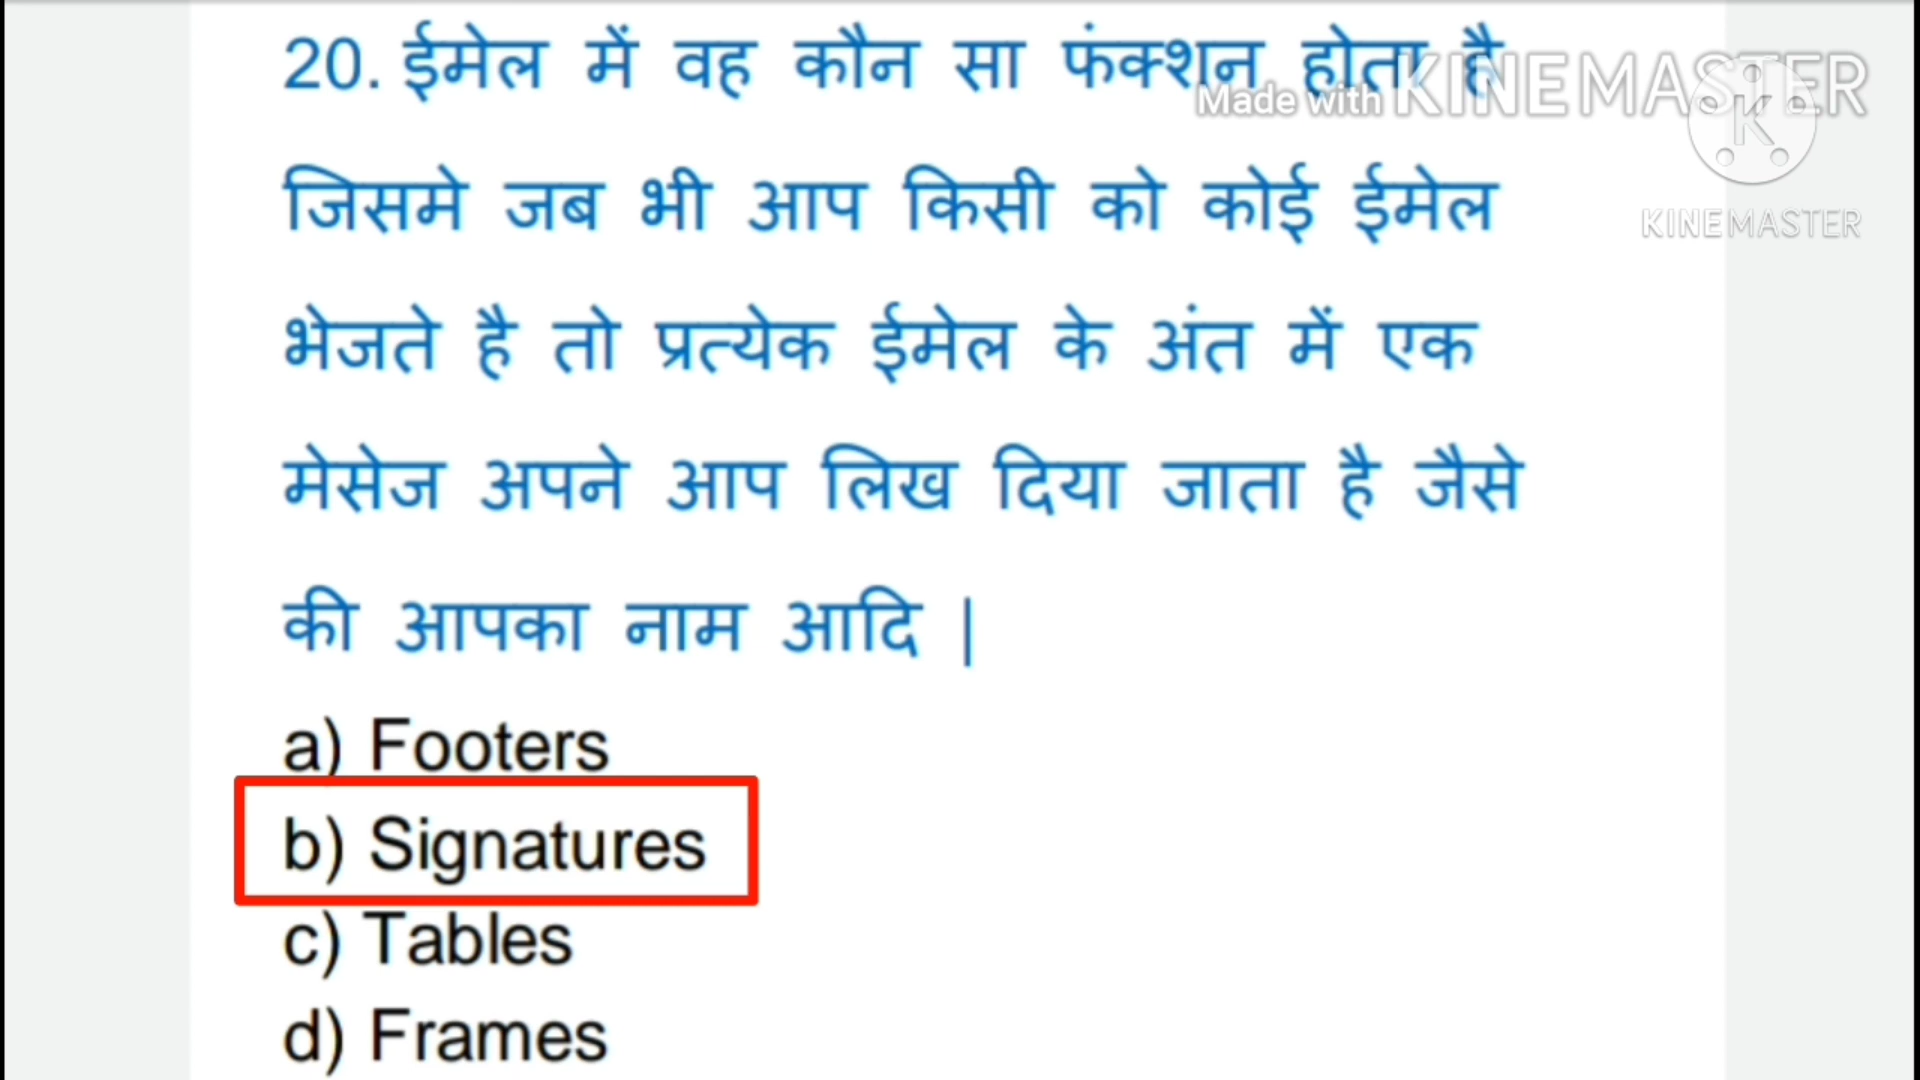 20. ईमेल में वह कौन सा फंक्शन होता है
Made with KINEMASTER
KINEMASTER
जिसमे जब भी आप किसी को कोई ईमेल
भेजते है तो प्रत्येक ईमेल के अंत में एक
मेसेज अपने आप लिख दिया जाता है जैसे
की आपका नाम आदि |
a) Footers
b) Signatures
c) Tables
d) Frames